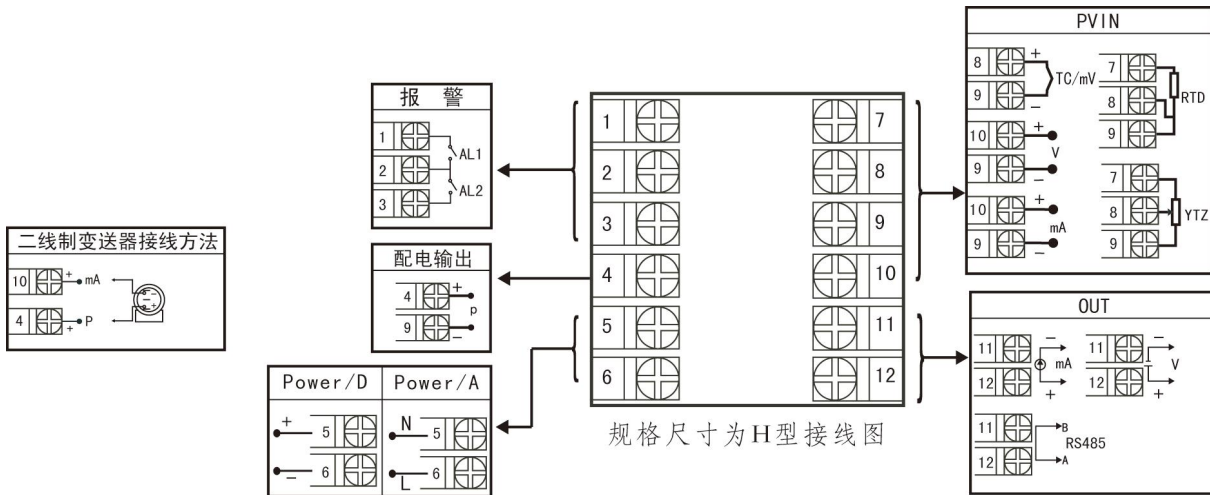 PVIN
8 + TC/mV 7 RTD
9 - 8
10 + V 9
9 -
10 + mA 7 YTZ
9 - 8
9
报 警
1 AL1
2 AL2
3
1 7
2 8
3 9
4 10
5 11
6 12
二线制变送器接线方法
10 + mA
4 + P
- +
配电输出
4 + p
9 -
Power/D Power/A
+ 5 N 5
- 6 L 6
规格尺寸为H型接线图
OUT
11 - mA 11 - V
12 + 12 +
11 B RS485
12 A